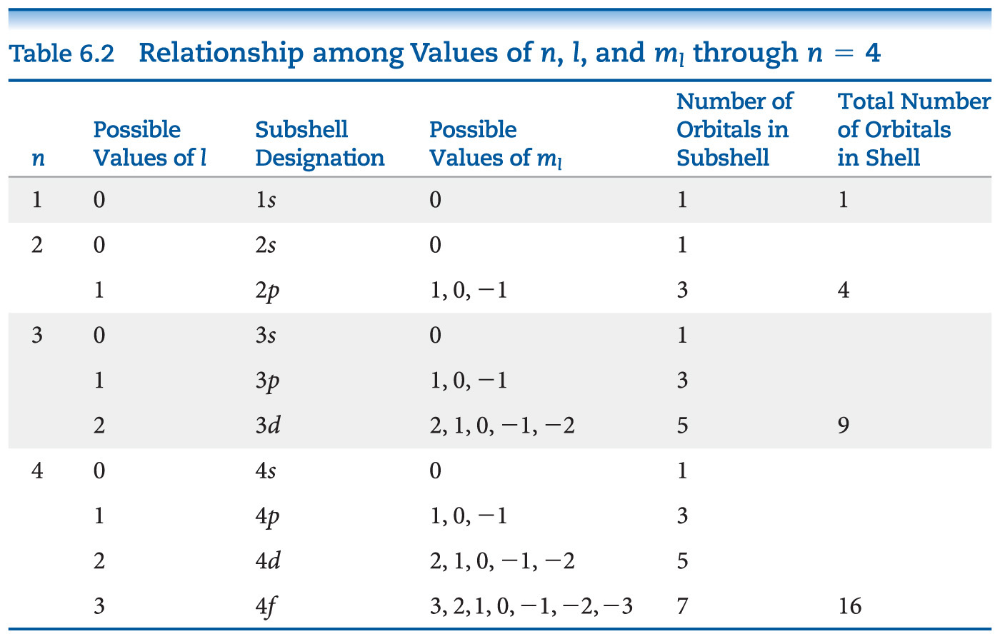 Table 6.2 Relationship among Values of n, l, and ml through n = 4
n Possible Values of l Subshell Designation Possible Values of ml Number of Orbitals in Subshell Total Number of Orbitals in Shell
1 0 1s 0 1 1
2 0 2s 0 1
1 2p 1, 0, −1 3 4
3 0 3s 0 1
1 3p 1, 0, −1 3
2 3d 2, 1, 0, −1, −2 5 9
4 0 4s 0 1
1 4p 1, 0, −1 3
2 4d 2, 1, 0, −1, −2 5
3 4f 3, 2, 1, 0, −1, −2, −3 7 16